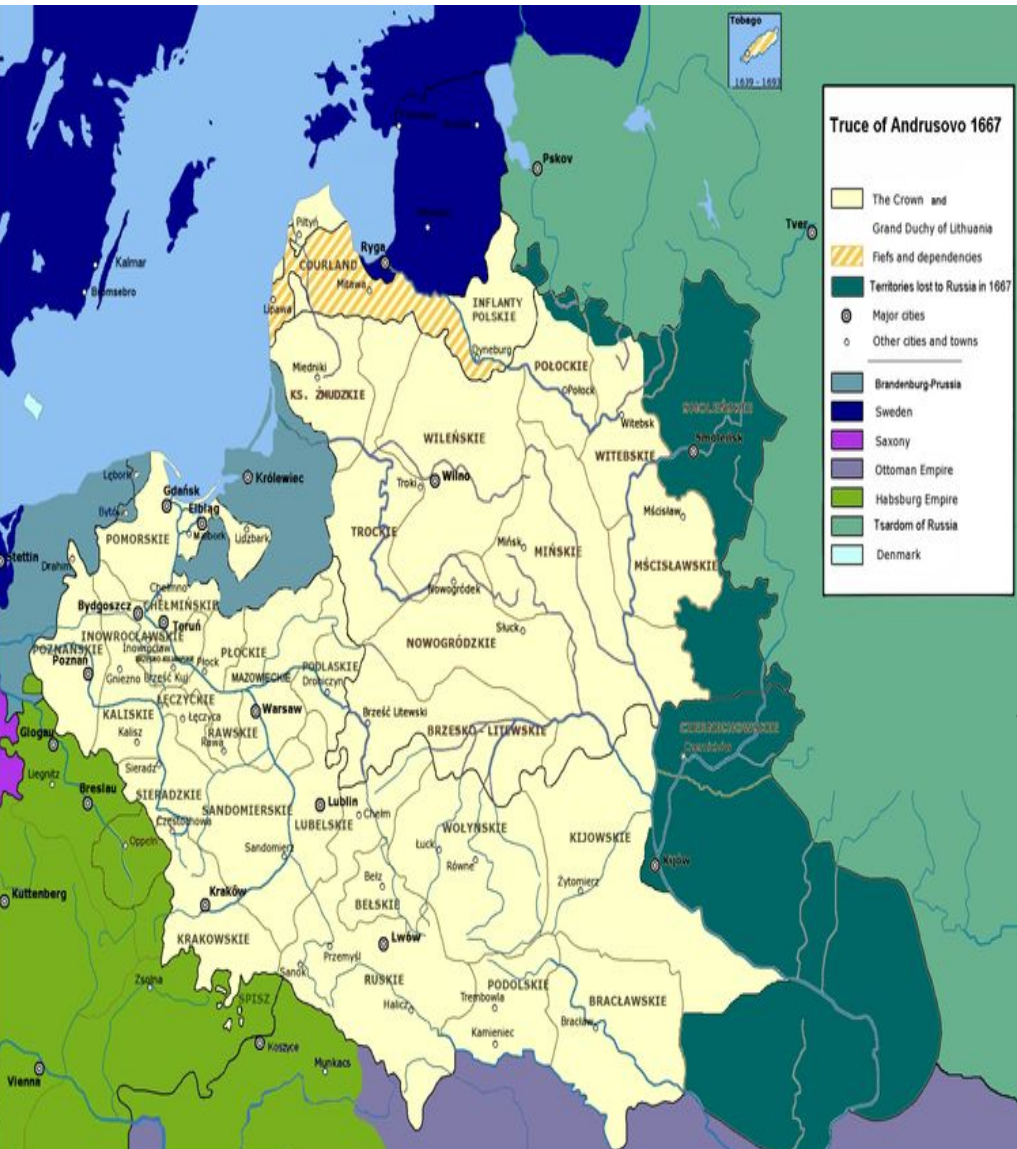 Tobago
1639 - 1693
Truce of Andrusovo 1667
The Crown and
Grand Duchy of Lithuania
Fiefs and dependencies
Territories lost to Russia in 1667
Major cities
Other cities and towns
Brandenburg-Prussia
Sweden
Saxony
Ottoman Empire
Habsburg Empire
Tsardom of Russia
Denmark
Pskov
Tver
Kalmar
Bromsebro
Piltyń
Ryga
COURLAND
Mitawa
Lipawa
INFLANTY
POLSKIE
Dyneburg
POŁOCKIE
Połock
Miedniki
KS. ŻMUDZKIE
Witebsk
SMOLEŃSKIE
Smoleńsk
WILEŃSKIE
WITEBSKIE
Wilno
Troki
Królewiec
Lębork
Gdańsk
Bytów
Elbląg
Malbork
Lidzbark
POMORSKIE
Mścisław
TROCKIE
Mińsk
MIŃSKIE
MŚCISŁAWSKIE
Stettin
Drahim
Nowogródek
Chełmno
CHEŁMIŃSKIE
Bydgoszcz
Toruń
Słuck
NOWOGRÓDZKIE
INOWROCŁAWSKIE
Inowrocław
POZNAŃSKIE
Poznań
PŁOCKIE
Płock
Gniezno
Brześć Kuj
MAZOWIECKIE
PODLASKIE
Drohiczyn
ŁĘCZYCKIE
Łęczyca
KALISKIE
Kalisz
RAWSKIE
Rawa
Warsaw
Brześć Litewski
BRZESKO - LITEWSKIE
CZERNICHOWSKIE
Czernichów
Glogau
Liegnitz
Sieradz
SIERADZKIE
Breslau
SANDOMIERSKIE
Lublin
LUBELSKIE
Chełm
WOŁYŃSKIE
KIJOWSKIE
Częstochowa
Oppeln
Sandomierz
Łuck
Równe
Kijów
Bełz
BEŁSKIE
Żytomierz
Kuttenberg
Kraków
KRAKOWSKIE
Lwów
Przemyśl
Sanok
RUSKIE
Halicz
Trembowla
PODOLSKIE
BRACŁAWSKIE
Bracław
Kamieniec
Zsolna
SPISZ
Koszyce
Munkacs
Vienna